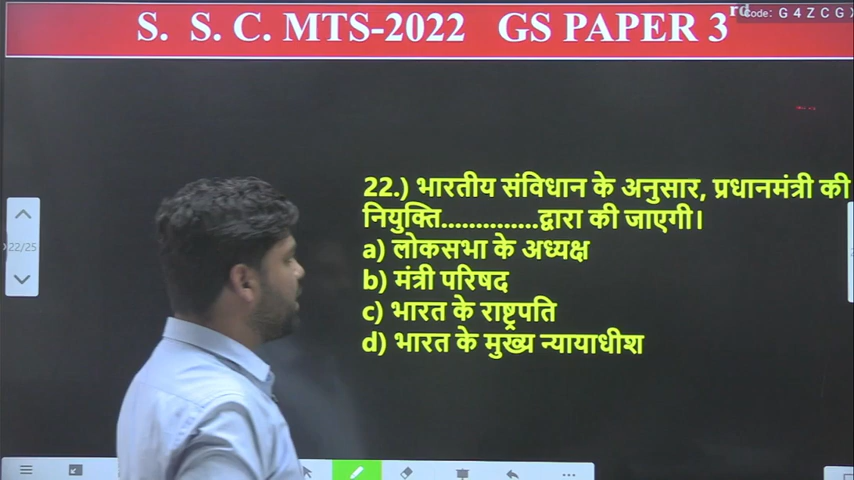 S. S. C. MTS-2022 GS PAPER 3
rd
Code: G 4 Z C G
22.) भारतीय संविधान के अनुसार, प्रधानमंत्री की
नियुक्ति..............द्वारा की जाएगी।
a) लोकसभा के अध्यक्ष
b) मंत्री परिषद
c) भारत के राष्ट्रपति
d) भारत के मुख्य न्यायाधीश
22/25